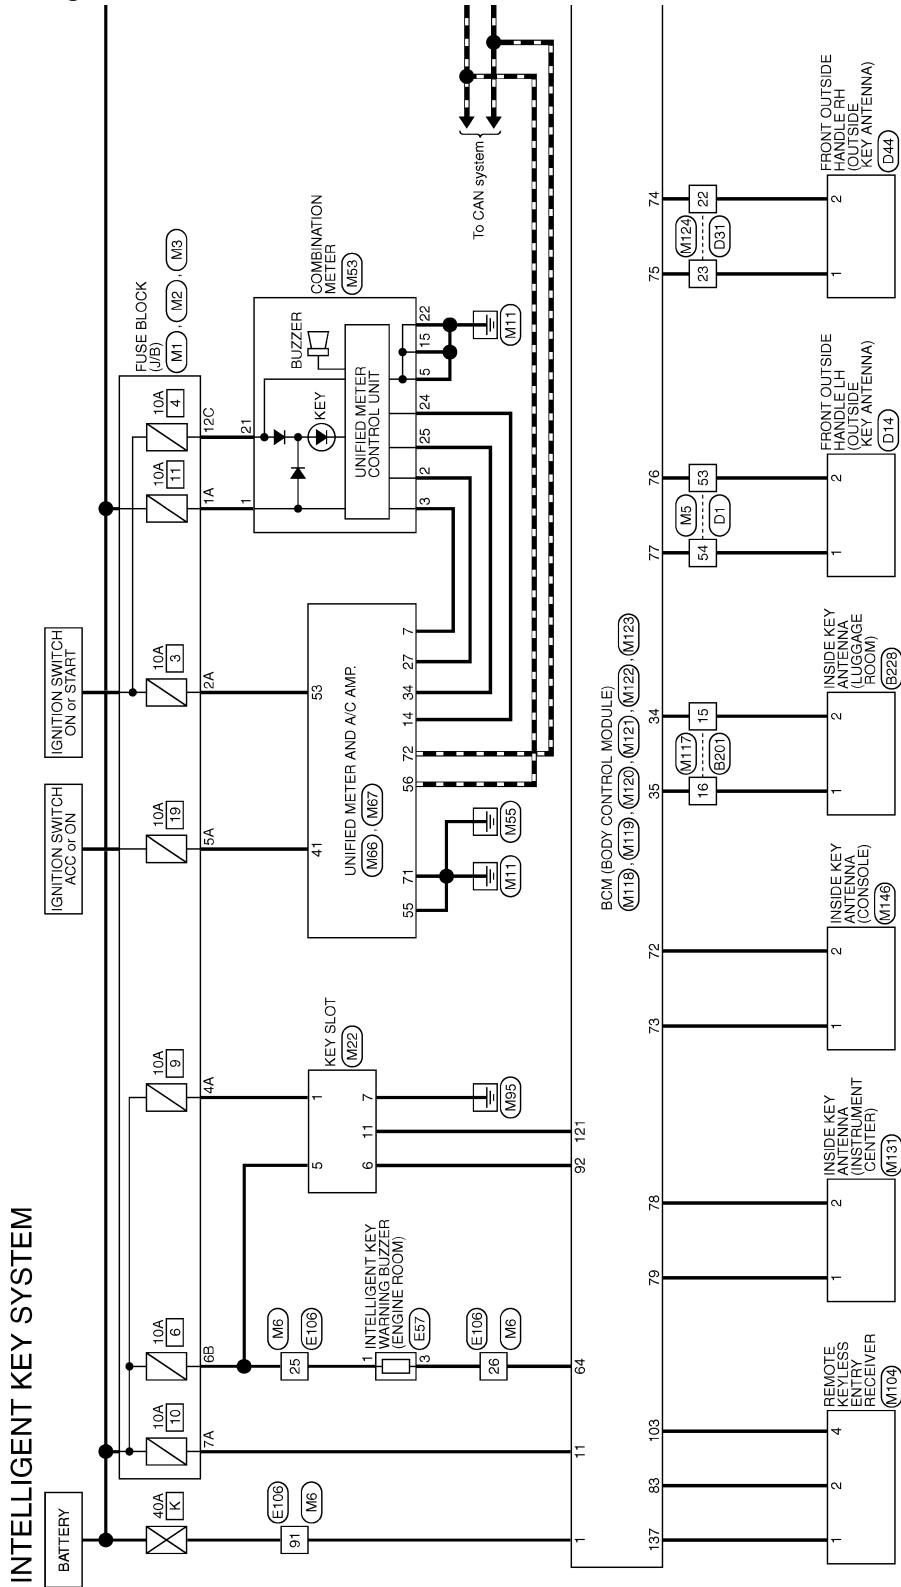 INTELLIGENT KEY SYSTEM
BATTERY
IGNITION SWITCH
ACC or ON
IGNITION SWITCH
ON or START
FUSE BLOCK
(J/B)
M1 , M2 , M3
40A
K
10A
10
10A
6
10A
9
10A
19
10A
3
10A
11
10A
4
7A
6B
4A
5A
2A
1A
12C
E106
M6
91
M6
E106
25
1
INTELLIGENT KEY
WARNING BUZZER
(ENGINE ROOM)
E57
3
E106
M6
26
KEY SLOT
M22
5
1
6
11
7
M95
41
53
UNIFIED METER AND A/C AMP.
M66 , M67
55
71
56
72
14
34
27
7
M11
M55
1
21
COMBINATION
METER
M53
BUZZER
KEY
UNIFIED METER
CONTROL UNIT
3
2
25
24
5
15
22
M11
To CAN system
1
11
64
92
121
BCM (BODY CONTROL MODULE)
M118 , M119 , M120 , M121 , M122 , M123
137
83
103
79
78
73
72
35
34
77
76
75
74
M117
B201
16
15
M5
D1
54
53
M124
D31
23
22
1
2
4
REMOTE
KEYLESS
ENTRY
RECEIVER
M104
1
2
INSIDE KEY
ANTENNA
(INSTRUMENT
CENTER)
M131
1
2
INSIDE KEY
ANTENNA
(CONSOLE)
M146
1
2
INSIDE KEY
ANTENNA
(LUGGAGE
ROOM)
B228
1
2
FRONT OUTSIDE
HANDLE LH
(OUTSIDE
KEY ANTENNA)
D14
1
2
FRONT OUTSIDE
HANDLE RH
(OUTSIDE
KEY ANTENNA)
D44